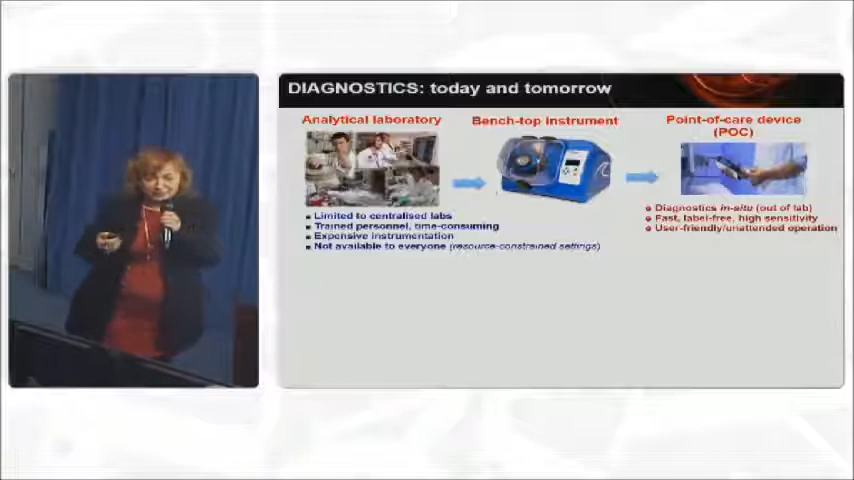 DIAGNOSTICS: today and tomorrow
Analytical laboratory
Bench-top instrument
Point-of-care device
(POC)
Limited to centralised labs
Trained personnel, time-consuming
Expensive instrumentation
Not available to everyone (resource-constrained settings)
Diagnostics in-situ (out of lab)
Fast, label-free, high sensitivity
User-friendly/unattended operation